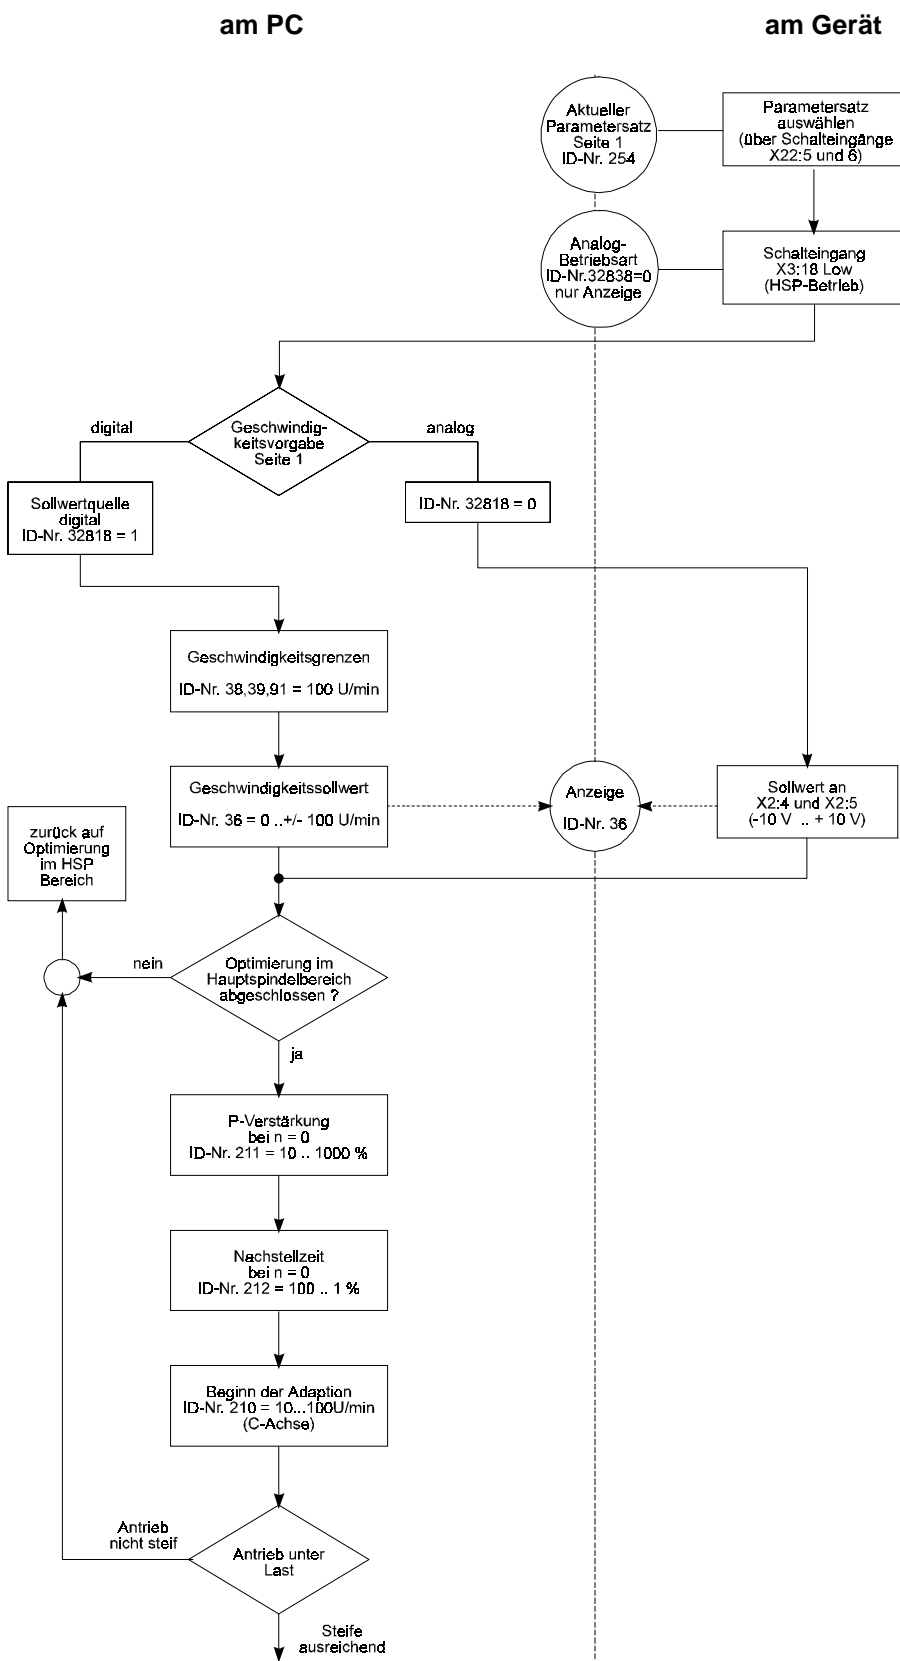 am PC
am Gerät
Aktueller
Parametersatz
Seite 1
ID-Nr. 254
Parametersatz
auswählen
(über Schalteingänge
X22:5 und 6)
Analog-
Betriebsart
ID-Nr.32838=0
nur Anzeige
Schalteingang
X3:18 Low
(HSP-Betrieb)
digital
Geschwindig-
keitsvorgabe
Seite 1
analog
Sollwertquelle
digital
ID-Nr. 32818 = 1
ID-Nr. 32818 = 0
Geschwindigkeitsgrenzen
ID-Nr. 38,39,91 = 100 U/min
Geschwindigkeitssollwert
ID-Nr. 36 = 0 ..+/- 100 U/min
Anzeige
ID-Nr. 36
Sollwert an
X2:4 und X2:5
(-10 V .. + 10 V)
zurück auf
Optimierung
im HSP
Bereich
nein
Optimierung im
Hauptspindelbereich
abgeschlossen ?
ja
P-Verstärkung
bei n = 0
ID-Nr. 211 = 10 .. 1000 %
Nachstellzeit
bei n = 0
ID-Nr. 212 = 100 .. 1 %
Beginn der Adaption
ID-Nr. 210 = 10...100U/min
(C-Achse)
Antrieb
nicht steif
Antrieb unter
Last
Steife
ausreichend